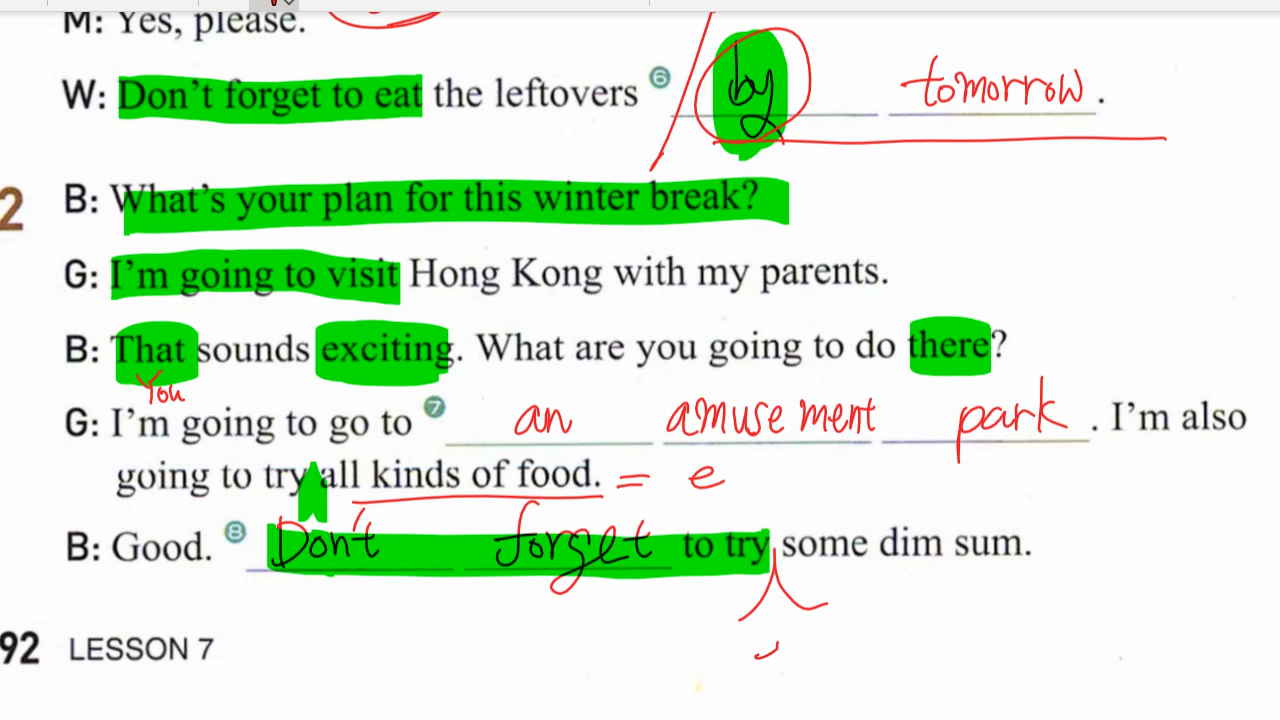 M: Yes, please.
W: Don't forget to eat the leftovers ⑥ by tomorrow.
2 B: What's your plan for this winter break?
G: I'm going to visit Hong Kong with my parents.
B: That sounds exciting. What are you going to do there?
You
G: I'm going to go to ⑦ an amusement park. I'm also
going to try all kinds of food. = e
B: Good. ⑧ Don't forget to try some dim sum.
92 LESSON 7